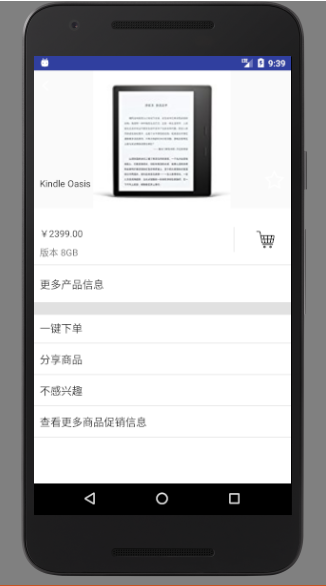 9:39
Kindle Oasis
￥2399.00
版本 8GB
更多产品信息
一键下单
分享商品
不感兴趣
查看更多商品促销信息